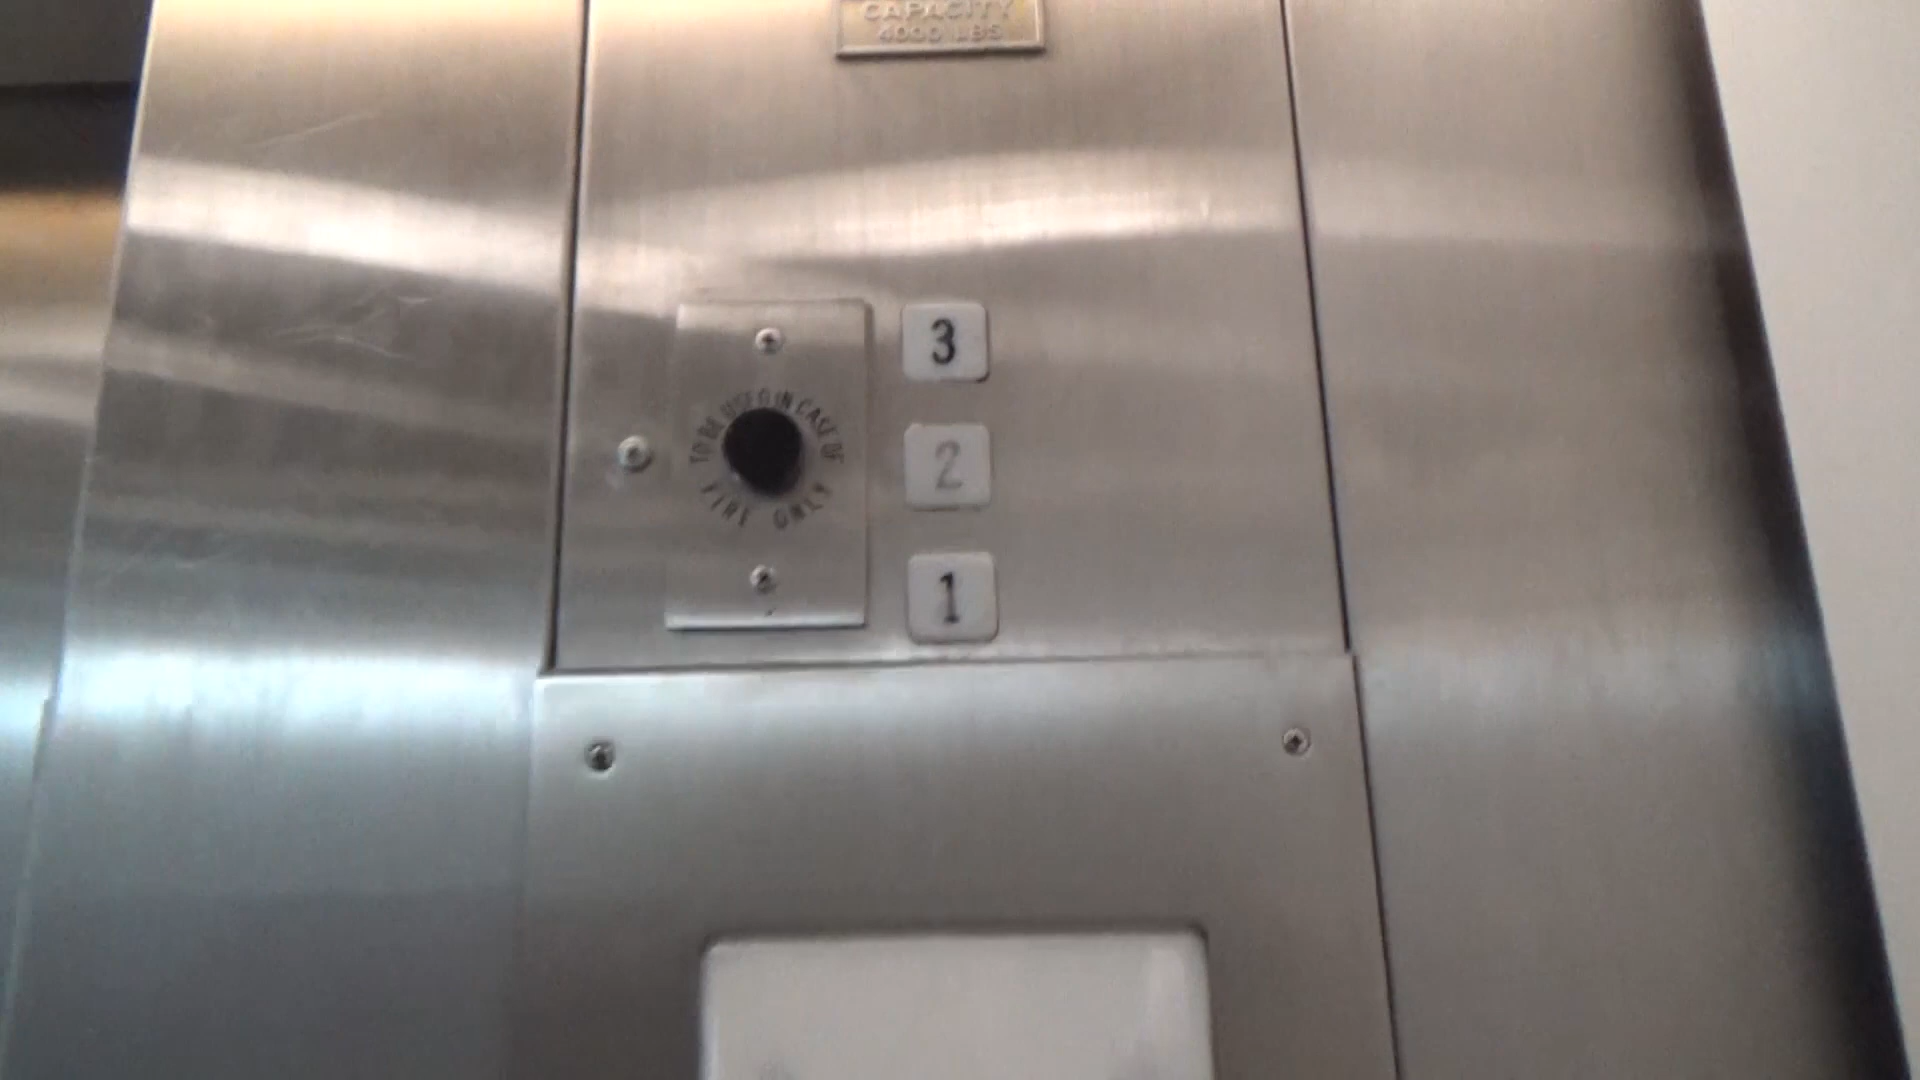 CAPACITY
4000 LBS
3
TO BE USED IN CASE OF
FIRE ONLY
2
1